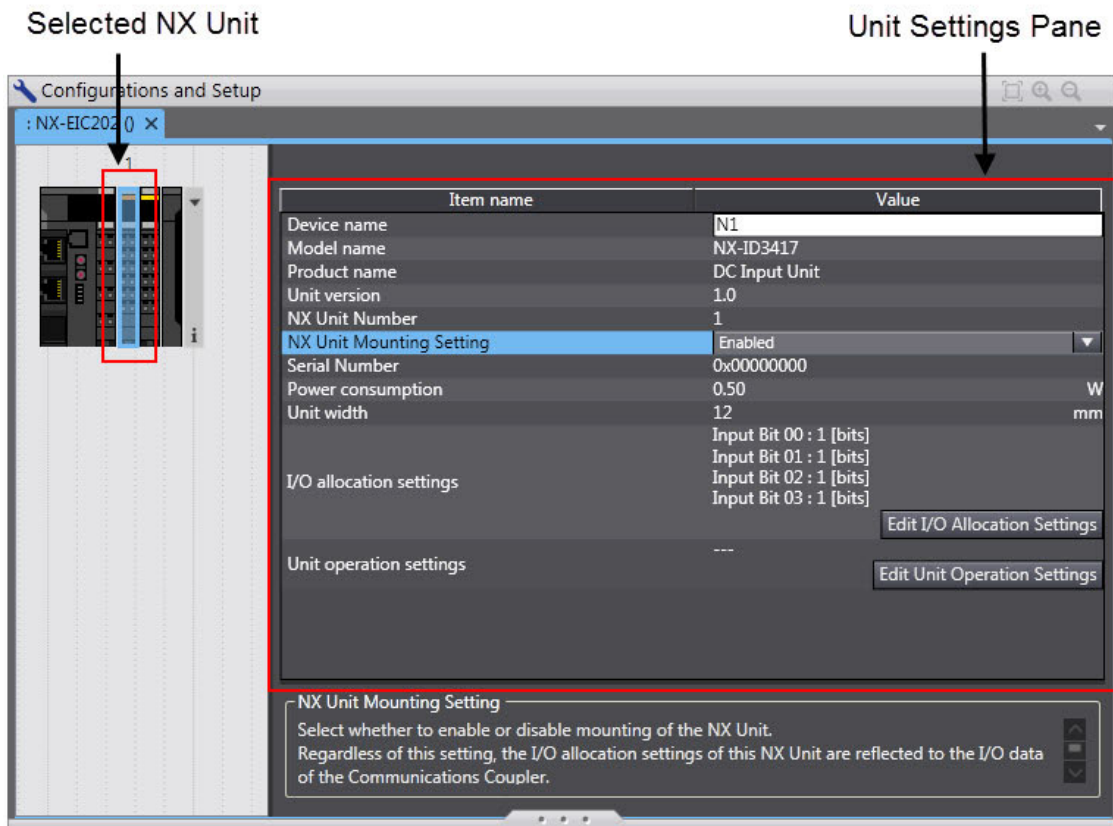 Selected NX Unit
Unit Settings Pane
Configurations and Setup
: NX-EIC202 ()
1
i
Item name Value
Device name N1
Model name NX-ID3417
Product name DC Input Unit
Unit version 1.0
NX Unit Number 1
NX Unit Mounting Setting Enabled
Serial Number 0x00000000
Power consumption 0.50 W
Unit width 12 mm
I/O allocation settings
Input Bit 00 : 1 [bits]
Input Bit 01 : 1 [bits]
Input Bit 02 : 1 [bits]
Input Bit 03 : 1 [bits]
Edit I/O Allocation Settings
Unit operation settings ---
Edit Unit Operation Settings
NX Unit Mounting Setting
Select whether to enable or disable mounting of the NX Unit.
Regardless of this setting, the I/O allocation settings of this NX Unit are reflected to the I/O data
of the Communications Coupler.